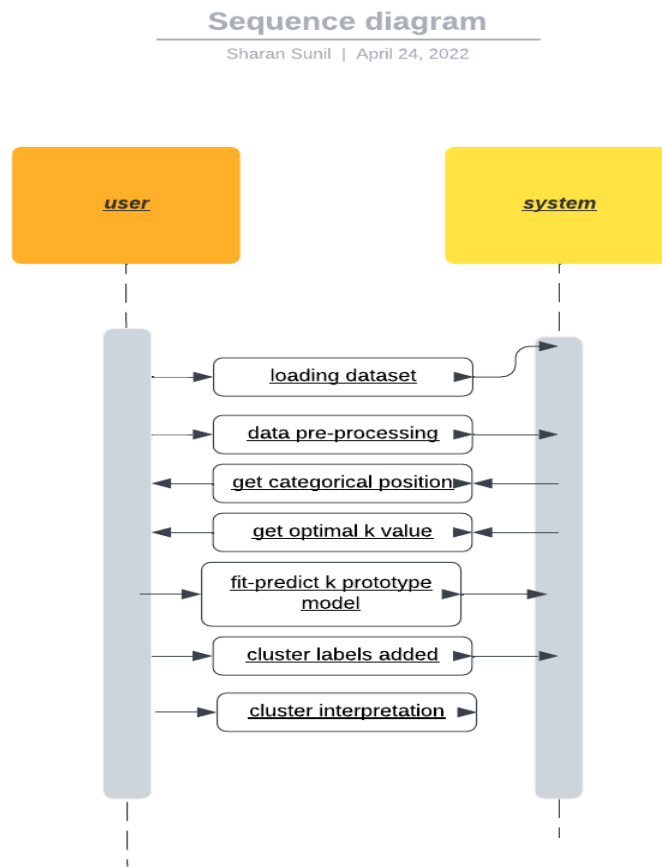 Sequence diagram
Sharan Sunil | April 24, 2022
user
system
loading dataset
data pre-processing
get categorical position
get optimal k value
fit-predict k prototype
model
cluster labels added
cluster interpretation